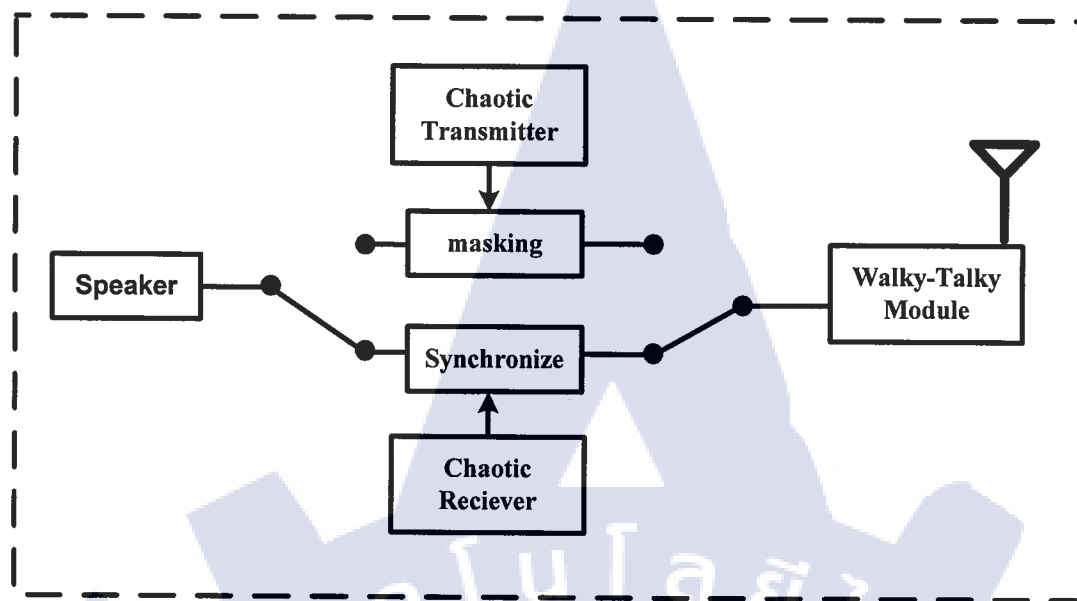 Chaotic
Transmitter
masking
Speaker
Walky-Talky
Module
Synchronize
Chaotic
Reciever